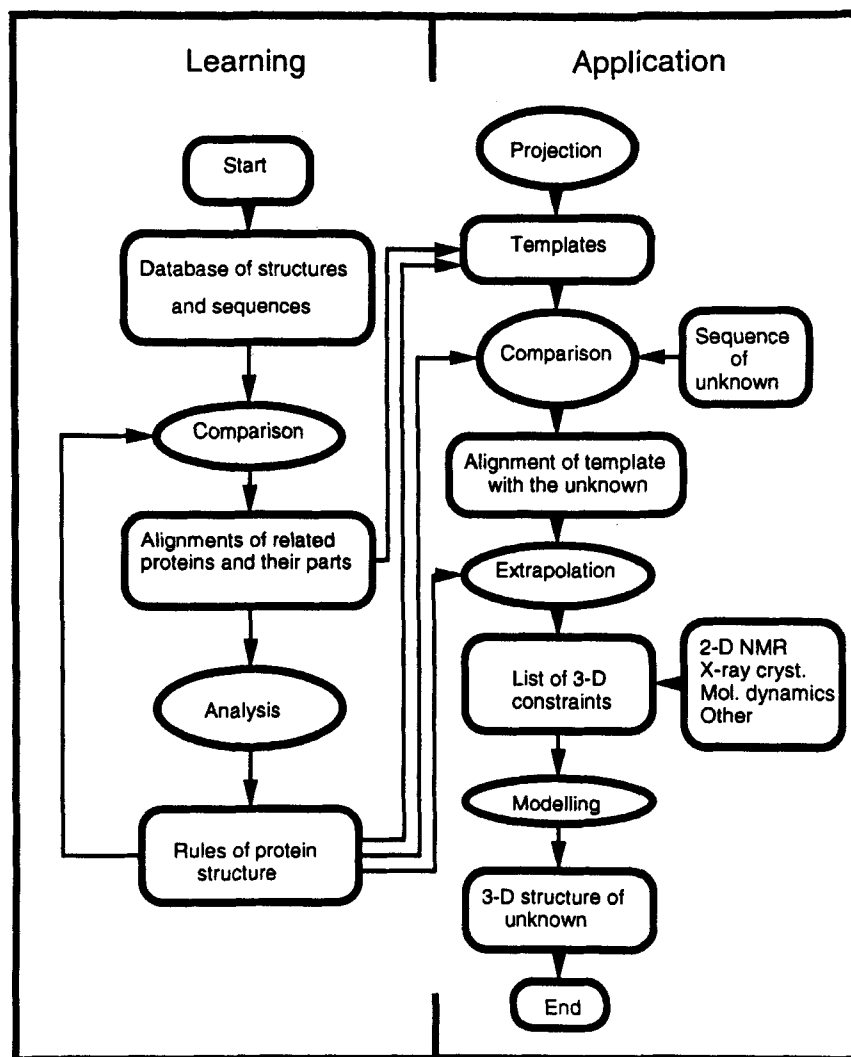 Learning
Start
Database of structures
and sequences
Comparison
Alignments of related
proteins and their parts
Analysis
Rules of protein
structure
Application
Projection
Templates
Comparison
Sequence
of
unknown
Alignment of template
with the unknown
Extrapolation
List of 3-D
constraints
2-D NMR
X-ray cryst.
Mol. dynamics
Other
Modelling
3-D structure of
unknown
End